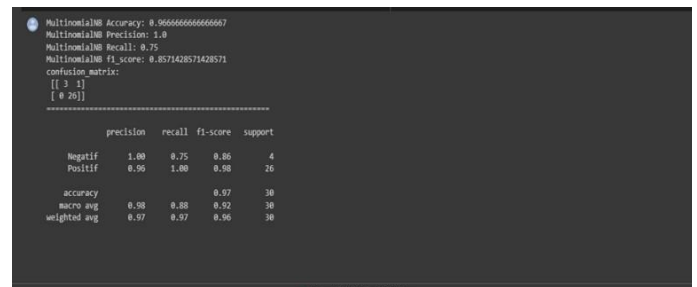 MultinomialNB Accuracy: 0.9666666666666667
MultinomialNB Precision: 1.0
MultinomialNB Recall: 0.75
MultinomialNB f1_score: 0.8571428571428571
confusion_matrix:
[[ 3 1]
[ 0 26]]
======================================================
precision recall f1-score support
Negatif 1.00 0.75 0.86 4
Positif 0.96 1.00 0.98 26
accuracy 0.97 30
macro avg 0.98 0.88 0.92 30
weighted avg 0.97 0.97 0.96 30